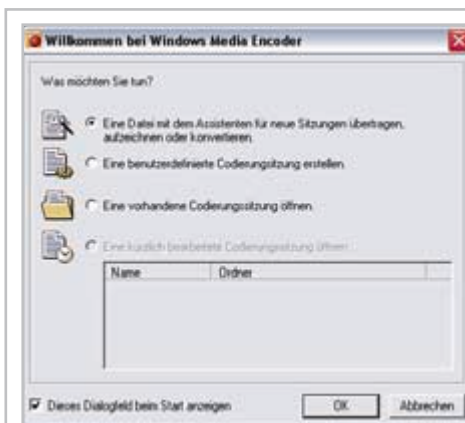 Willkommen bei Windows Media Encoder
Was möchten Sie tun?
Eine Datei mit dem Assistenten für neue Sitzungen übertragen,
aufzeichnen oder konvertieren.
Eine benutzerdefinierte Codierungssitzung erstellen.
Eine vorhandene Codierungssitzung öffnen.
Eine kürzlich bearbeitete Codierungssitzung öffnen:
Name Ordner
Dieses Dialogfeld beim Start anzeigen OK Abbrechen